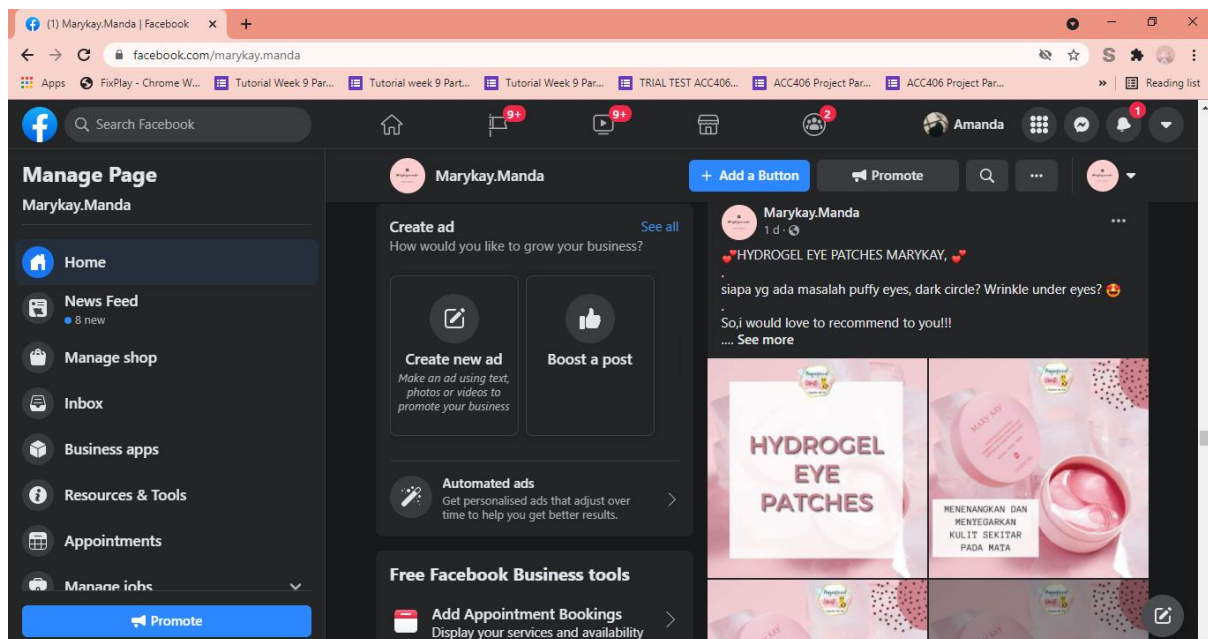 (1) Marykay.Manda | Facebook
facebook.com/marykay.manda
Apps FixPlay - Chrome W... Tutorial Week 9 Par... Tutorial week 9 Part... Tutorial Week 9 Par... TRIAL TEST ACC406... ACC406 Project Par... ACC406 Project Par... » Reading list
Search Facebook 9+ 9+ 2 Amanda 1
Manage Page
Marykay.Manda
Home
News Feed
8 new
Manage shop
Inbox
Business apps
Resources & Tools
Appointments
Manage jobs
Promote
Marykay.Manda + Add a Button Promote
Create ad See all
How would you like to grow your business?
Create new ad
Make an ad using text,
photos or videos to
promote your business
Boost a post
Automated ads
Get personalised ads that adjust over
time to help you get better results.
Free Facebook Business tools
Add Appointment Bookings
Display your services and availability
Marykay.Manda
1 d ·
💕HYDROGEL EYE PATCHES MARYKAY, 💕
.
siapa yg ada masalah puffy eyes, dark circle? Wrinkle under eyes? 🤩
.
So,i would love to recommend to you!!!
.... See more
HYDROGEL
EYE
PATCHES
MARY KAY
MENENANGKAN DAN
MENYEGARKAN
KULIT SEKITAR
PADA MATA